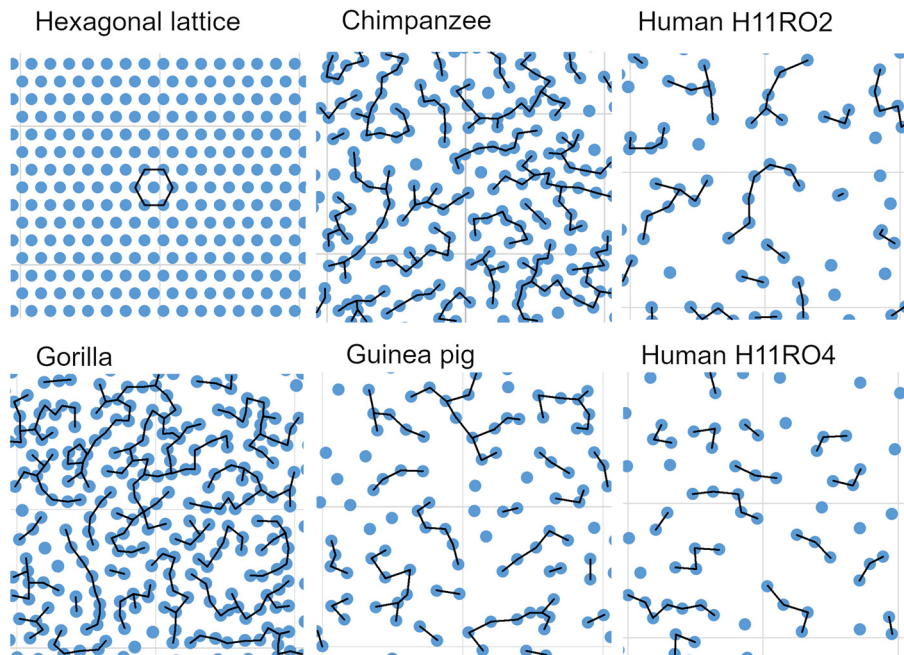 Hexagonal lattice
Chimpanzee
Human H11RO2
Gorilla
Guinea pig
Human H11RO4